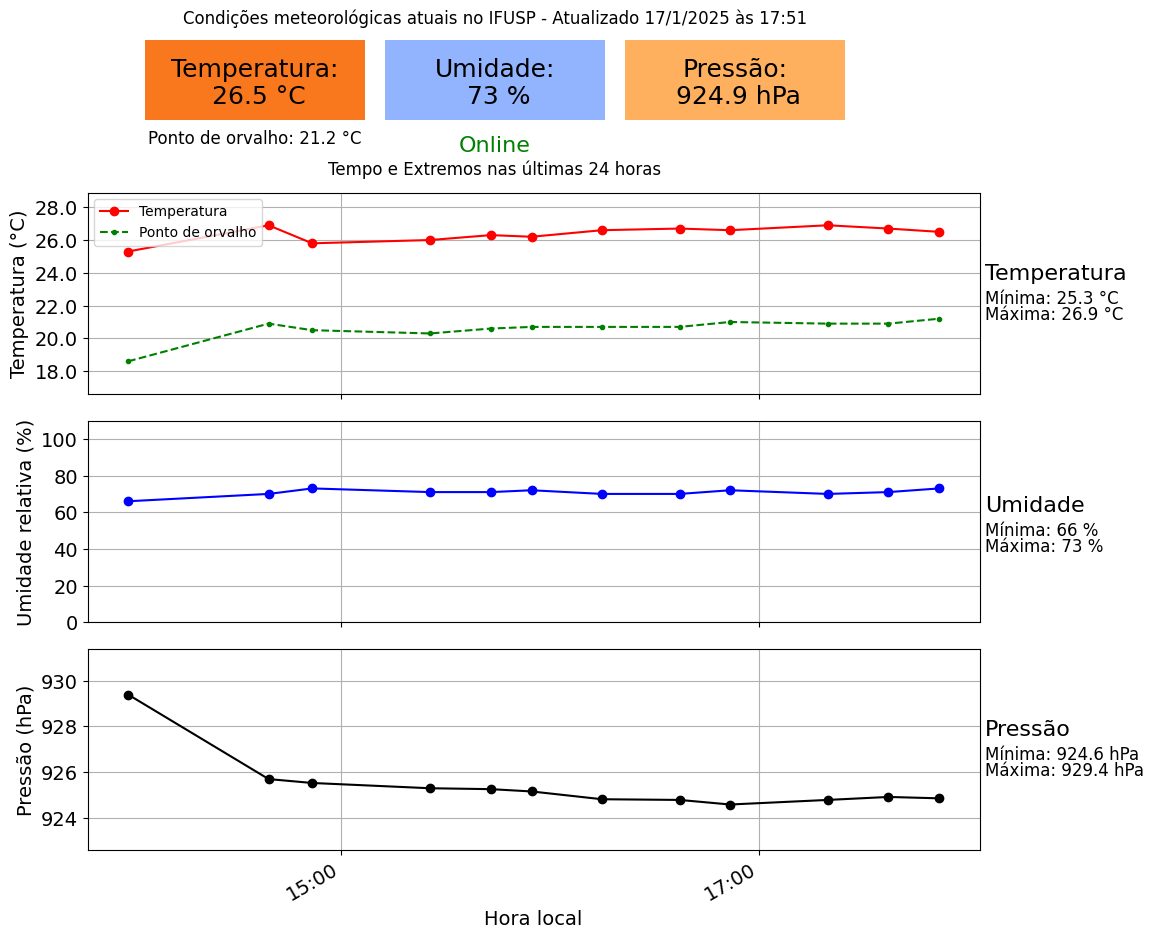 Condições meteorológicas atuais no IFUSP - Atualizado 17/1/2025 às 17:51
Temperatura:
26.5 °C
Umidade:
73 %
Pressão:
924.9 hPa
Ponto de orvalho: 21.2 °C
Online
Tempo e Extremos nas últimas 24 horas
Temperatura (°C)
28.0
26.0
24.0
22.0
20.0
18.0
Temperatura
Ponto de orvalho
Temperatura
Mínima: 25.3 °C
Máxima: 26.9 °C
Umidade relativa (%)
100
80
60
40
20
0
Umidade
Mínima: 66 %
Máxima: 73 %
Pressão (hPa)
930
928
926
924
Pressão
Mínima: 924.6 hPa
Máxima: 929.4 hPa
15:00
17:00
Hora local